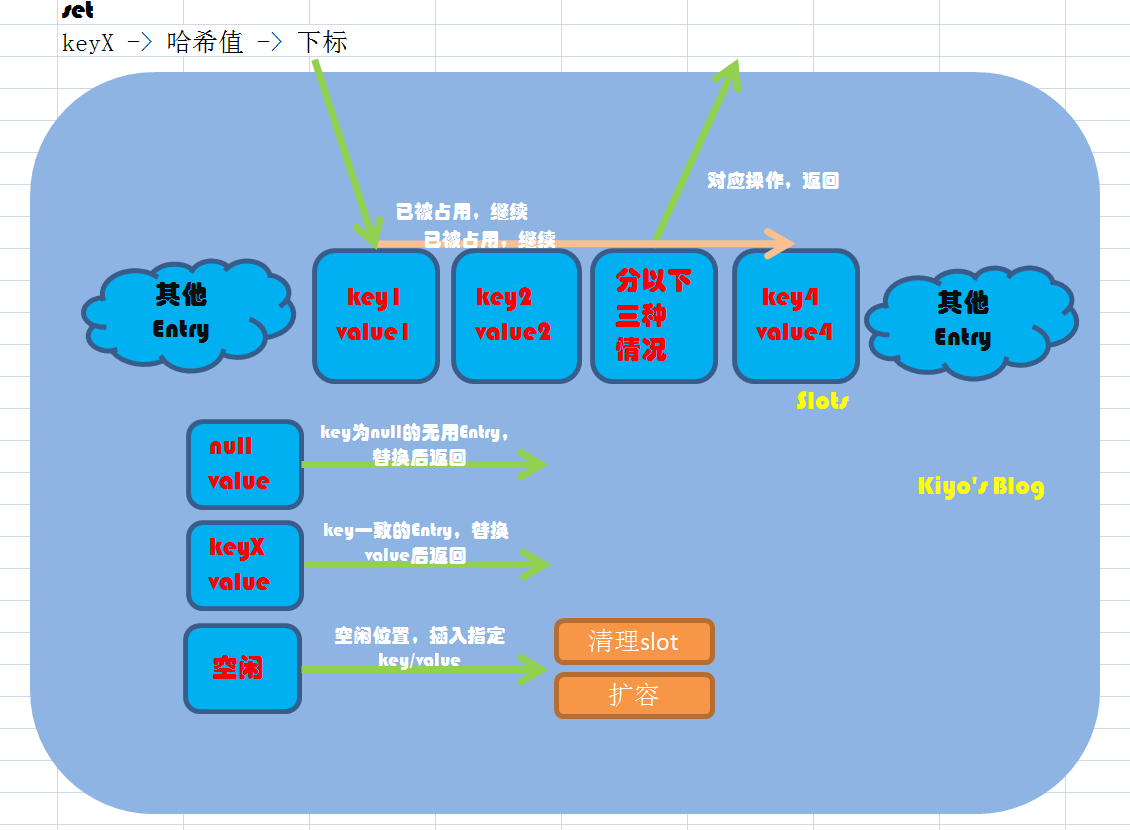 set
keyX -> 哈希值 -> 下标
对应操作，返回
已被占用，继续
已被占用，继续
其他
Entry
key1
value1
key2
value2
分以下
三种
情况
key4
value4
其他
Entry
Slots
null
value
key为null的无用Entry，
替换后返回
Kiyo's Blog
keyX
value
key一致的Entry，替换
value后返回
空闲
空闲位置，插入指定
key/value
清理slot
扩容